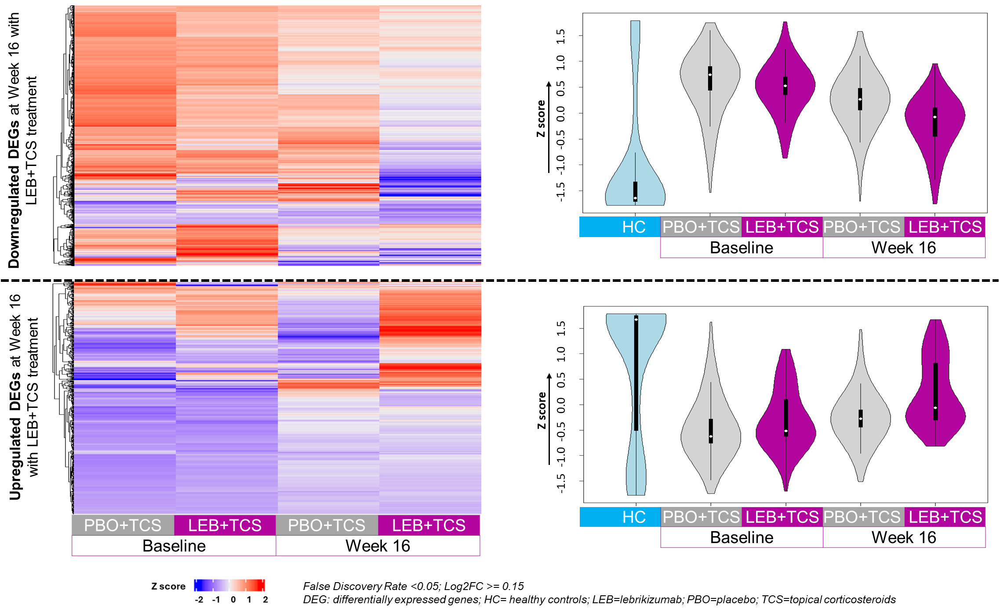 Downregulated DEGs at Week 16 with
LEB+TCS treatment
Z score
1.5
1.0
0.5
0.0
-0.5
-1.0
-1.5
HC PBO+TCS LEB+TCS PBO+TCS LEB+TCS
Baseline Week 16
Upregulated DEGs at Week 16
with LEB+TCS treatment
Z score
1.5
1.0
0.5
0.0
-0.5
-1.0
-1.5
HC PBO+TCS LEB+TCS PBO+TCS LEB+TCS
Baseline Week 16
PBO+TCS LEB+TCS PBO+TCS LEB+TCS
Baseline Week 16
Z score
-2 -1 0 1 2
False Discovery Rate <0.05; Log2FC >= 0.15
DEG: differentially expressed genes; HC= healthy controls; LEB=lebrikizumab; PBO=placebo; TCS=topical corticosteroids